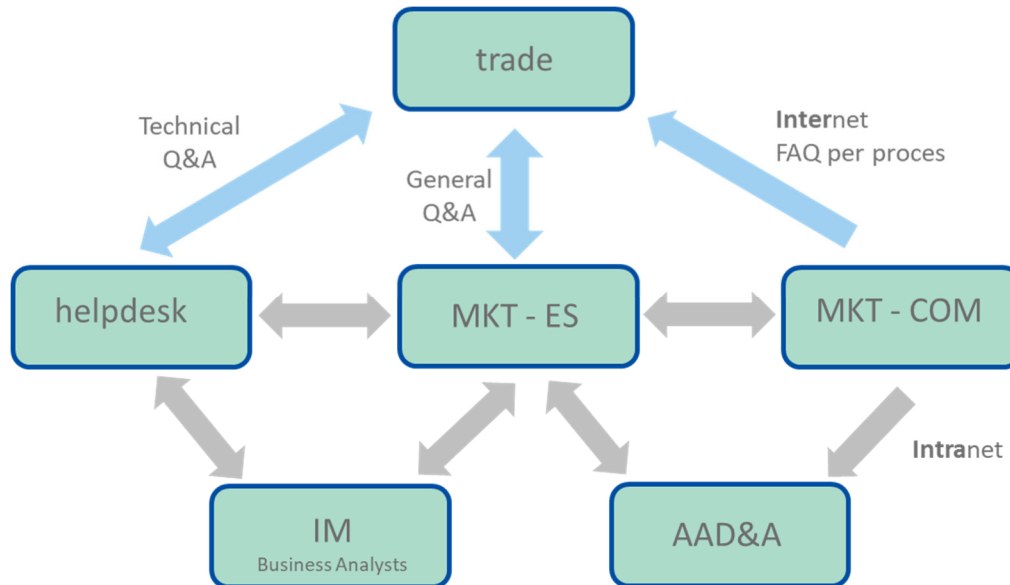 trade
Technical
Q&A
General
Q&A
Internet
FAQ per proces
helpdesk
MKT - ES
MKT - COM
Intranet
IM
Business Analysts
AAD&A